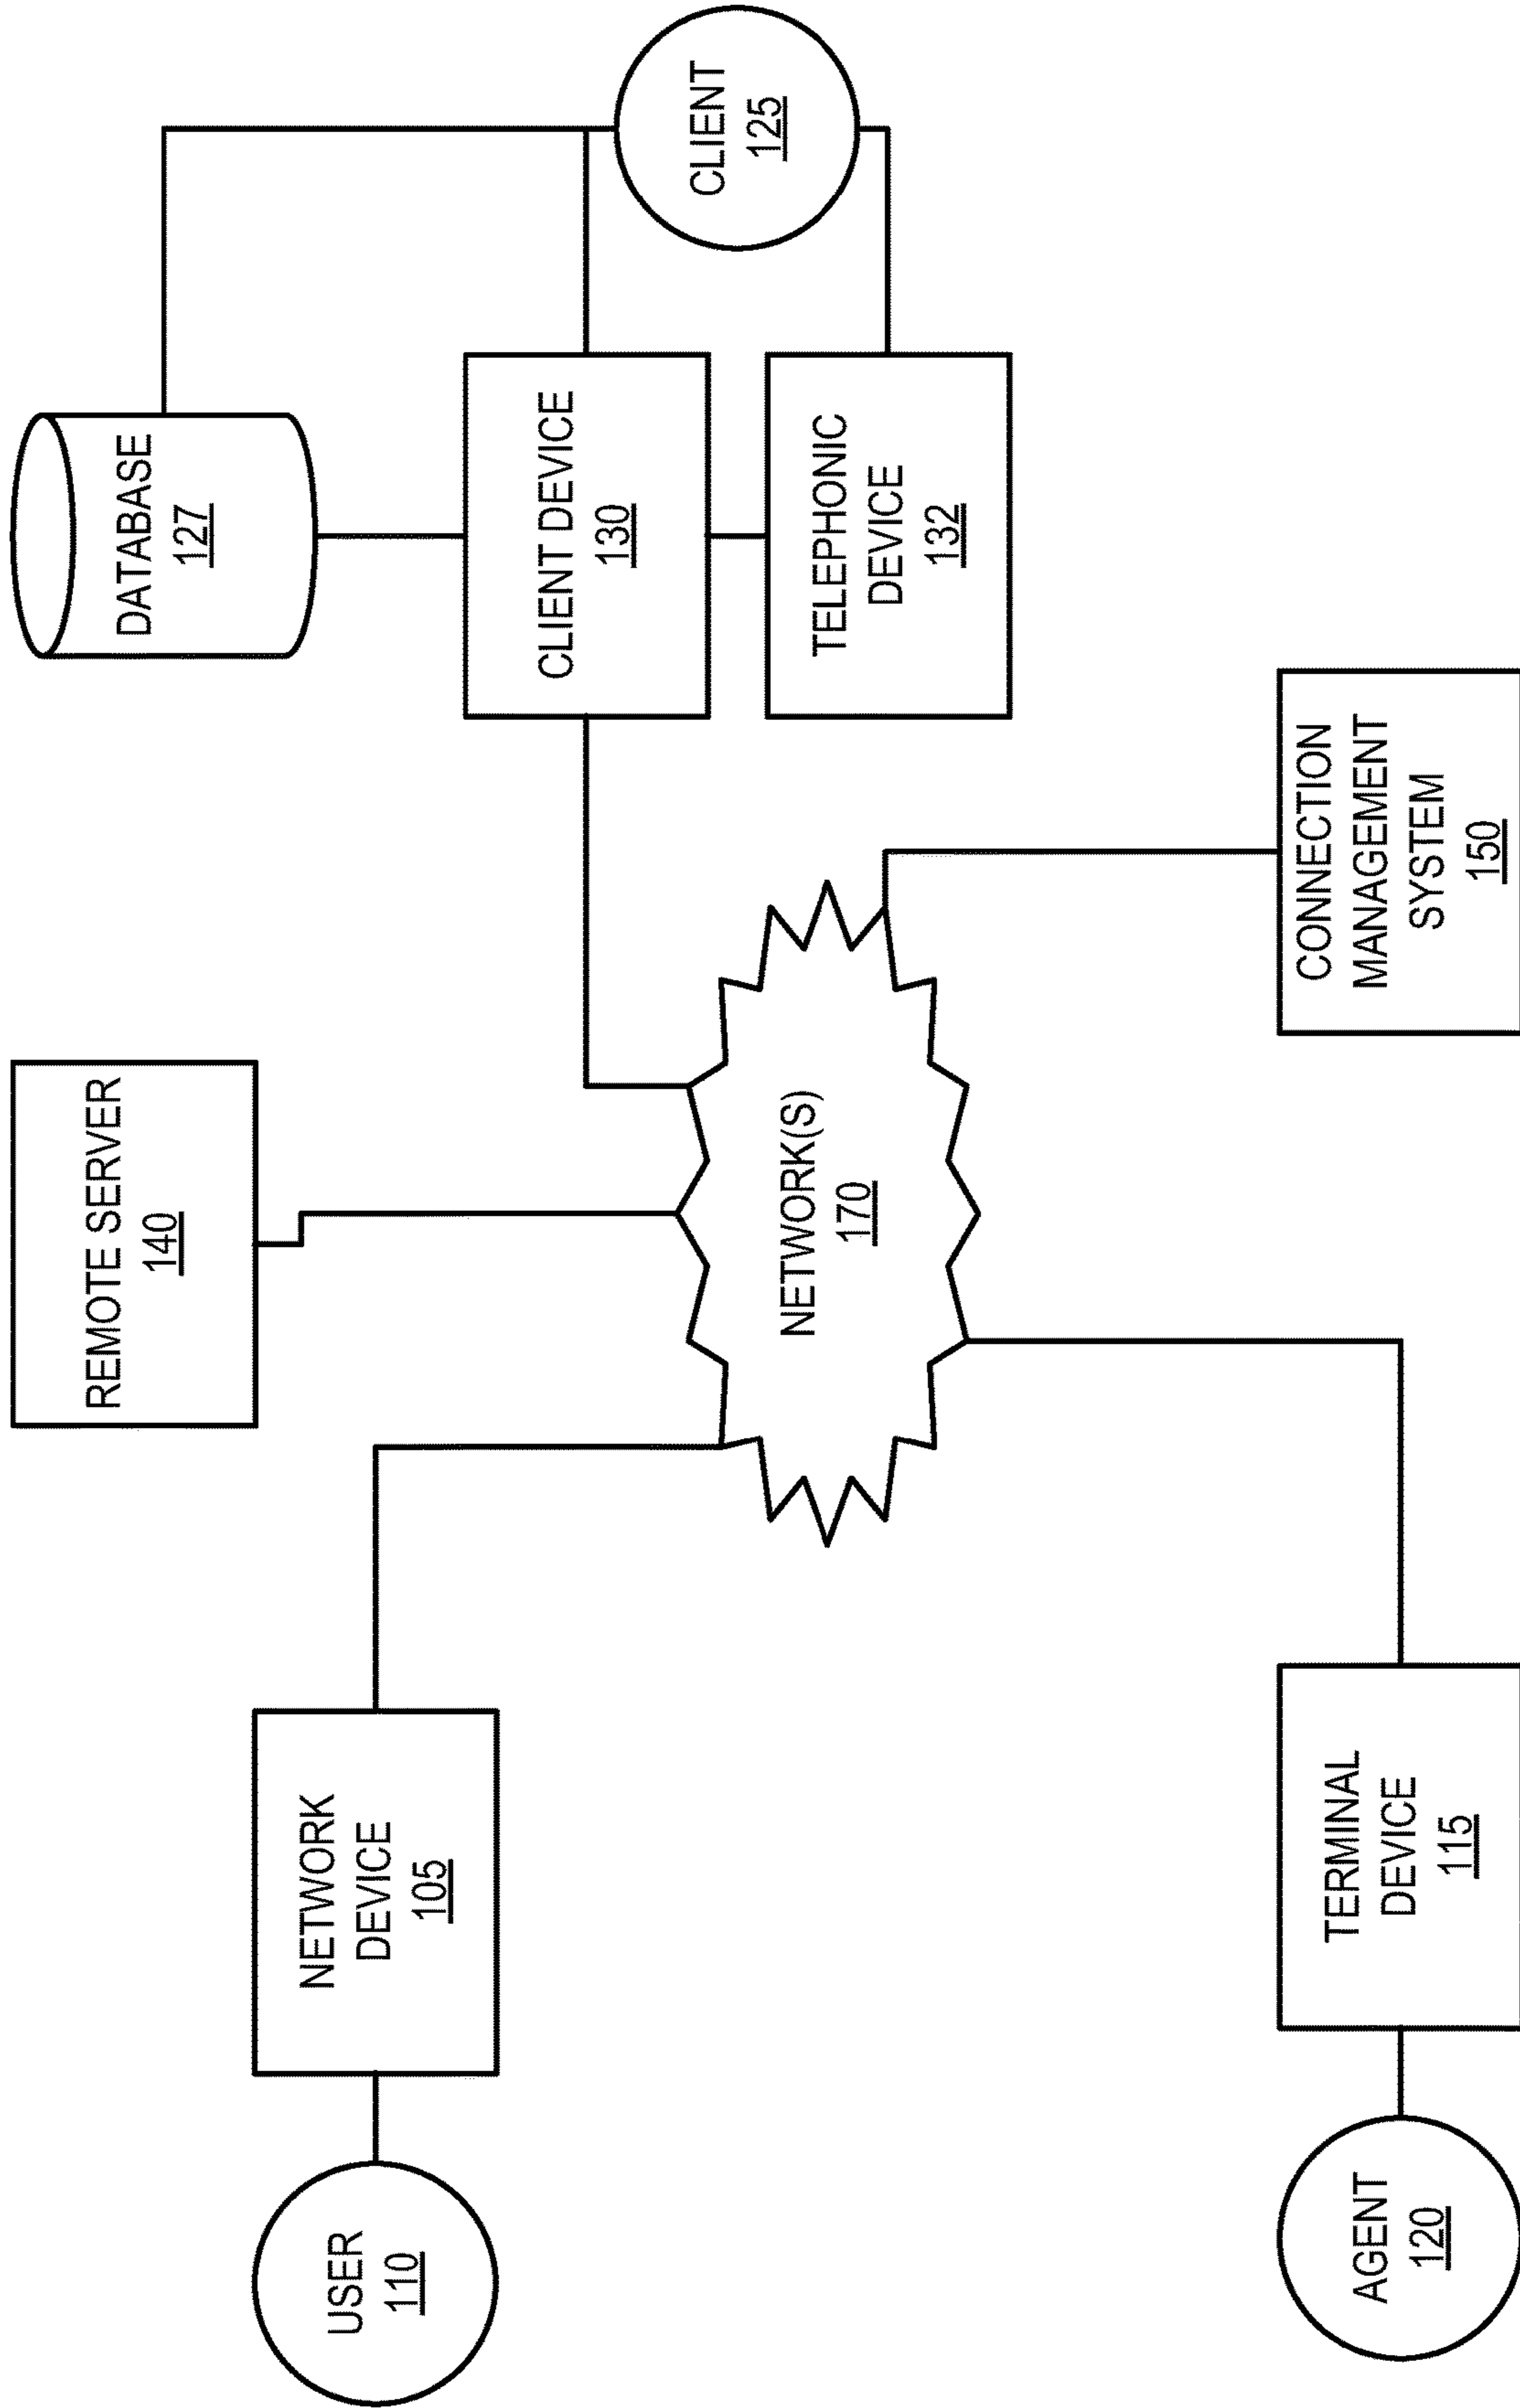 REMOTE SERVER
140
DATABASE
127
USER
110
NETWORK
DEVICE
105
CLIENT DEVICE
130
CLIENT
125
NETWORK(S)
170
TELEPHONIC
DEVICE
132
AGENT
120
TERMINAL
DEVICE
115
CONNECTION
MANAGEMENT
SYSTEM
150